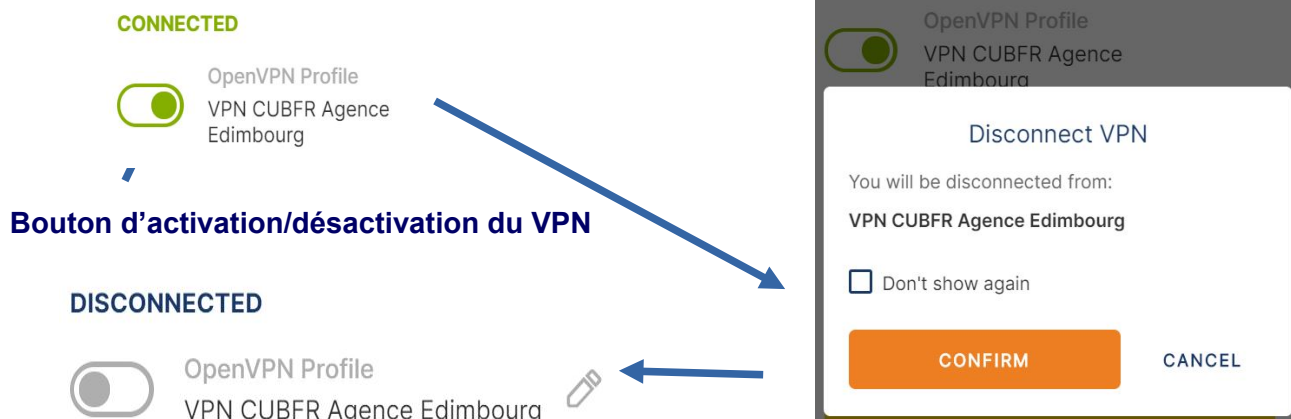 CONNECTED
OpenVPN Profile
VPN CUBFR Agence
Edimbourg
Bouton d’activation/désactivation du VPN
DISCONNECTED
OpenVPN Profile
VPN CUBFR Agence Edimbourg
OpenVPN Profile
VPN CUBFR Agence
Edimbourg
Disconnect VPN
You will be disconnected from:
VPN CUBFR Agence Edimbourg
Don't show again
CONFIRM
CANCEL